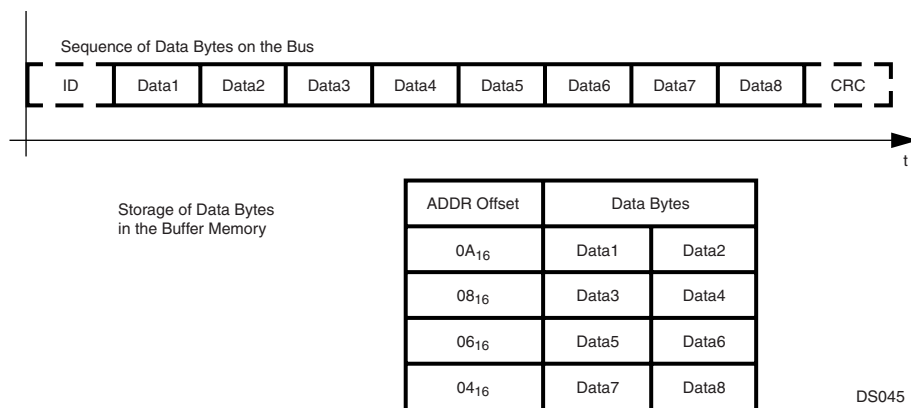 Sequence of Data Bytes on the Bus
ID Data1 Data2 Data3 Data4 Data5 Data6 Data7 Data8 CRC
t
Storage of Data Bytes
in the Buffer Memory
ADDR Offset Data Bytes
0A16 Data1 Data2
0816 Data3 Data4
0616 Data5 Data6
0416 Data7 Data8
DS045